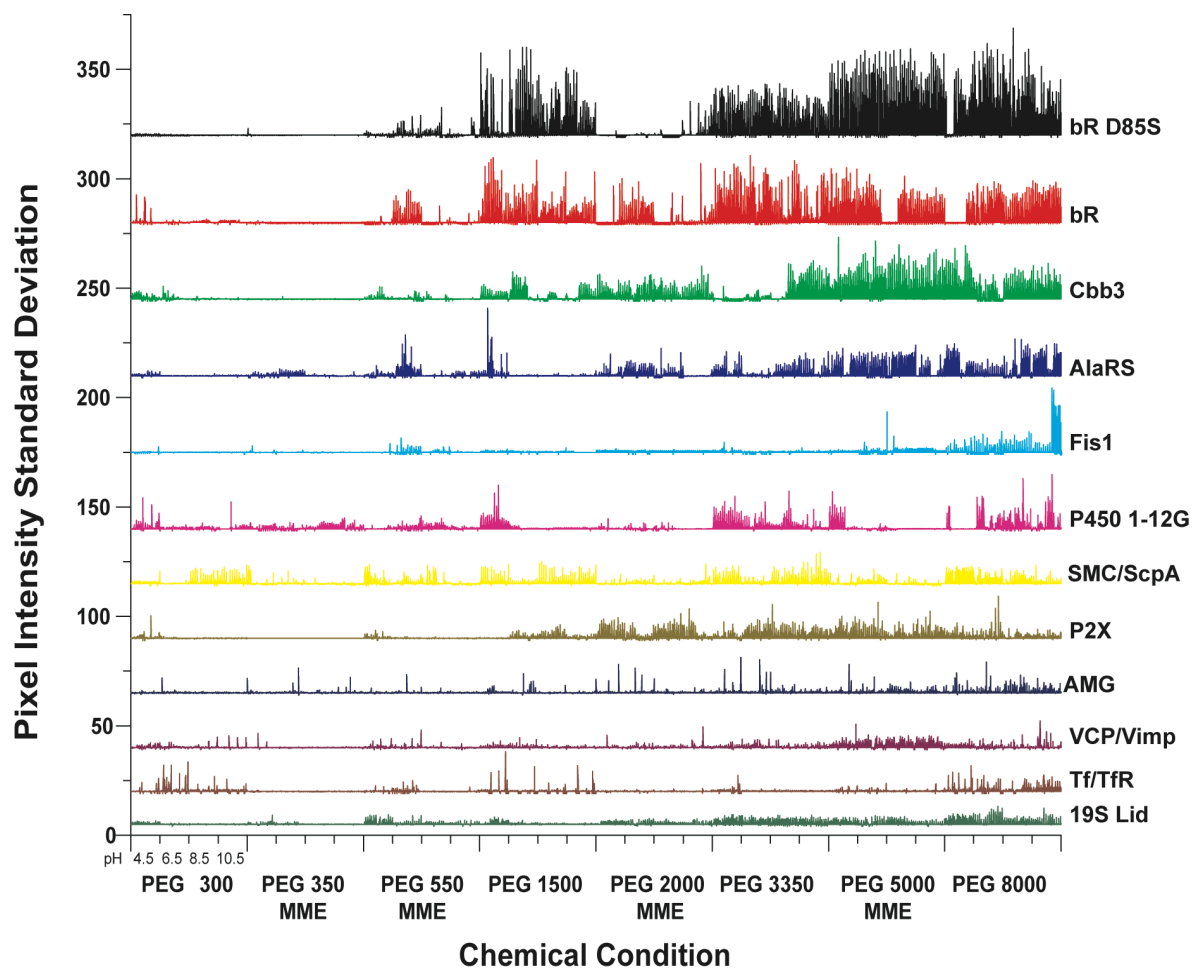 Pixel Intensity Standard Deviation
350
300
250
200
150
100
50
0
bR D85S
bR
Cbb3
AlaRS
Fis1
P450 1-12G
SMC/ScpA
P2X
AMG
VCP/Vimp
Tf/TfR
19S Lid
pH 4.5 6.5 8.5 10.5
PEG 300 PEG 350 PEG 550 PEG 1500 PEG 2000 PEG 3350 PEG 5000 PEG 8000
MME MME MME MME
Chemical Condition